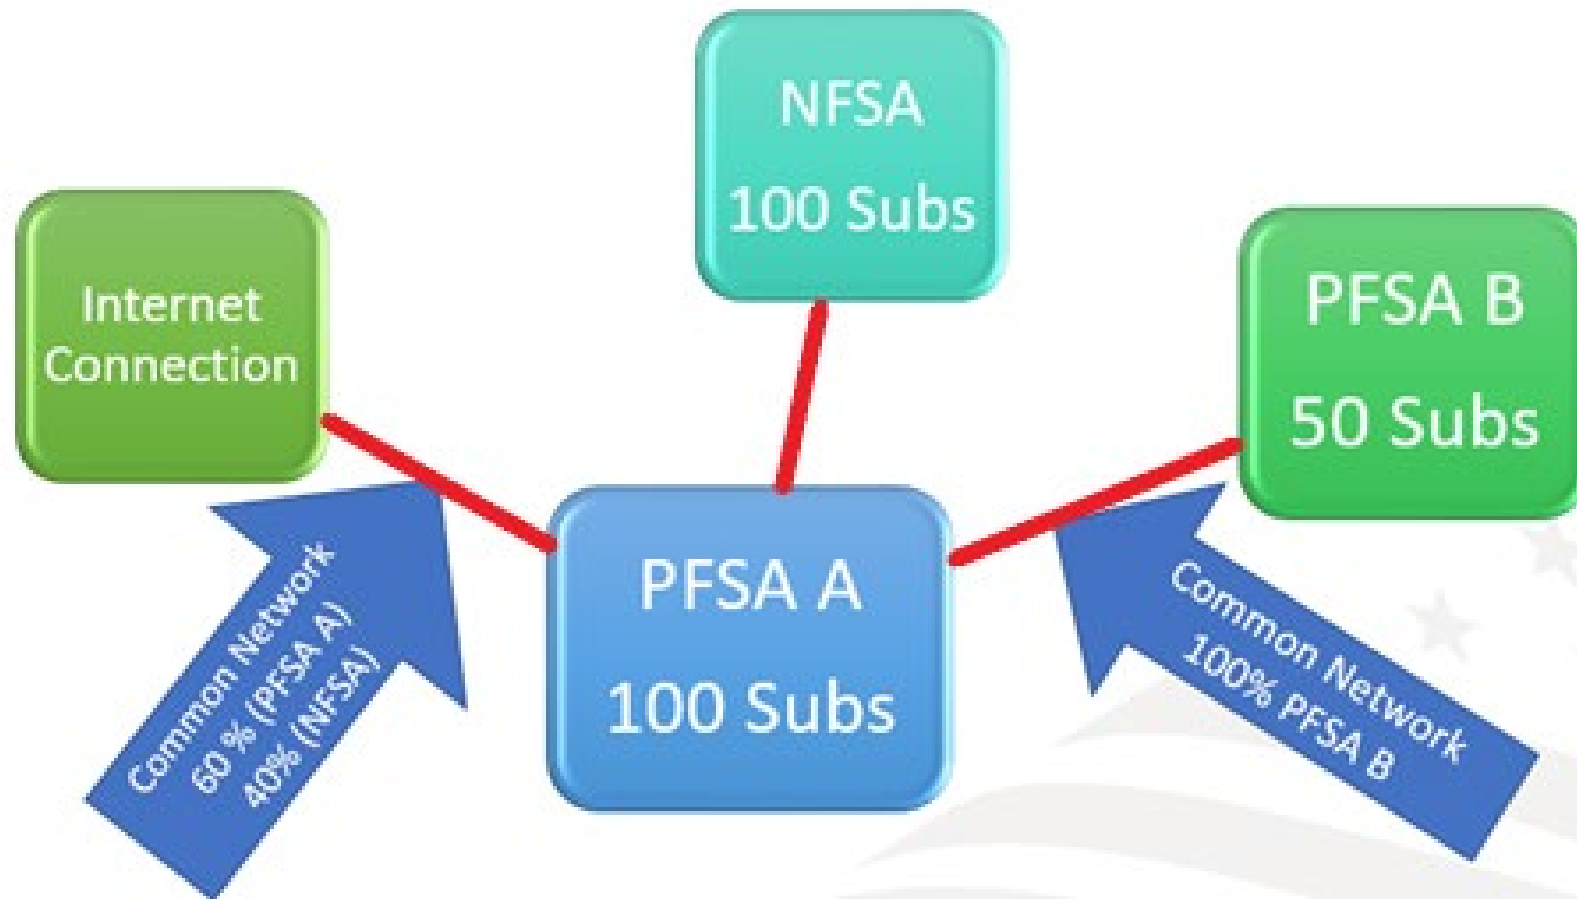 NFSA
100 Subs
Internet
Connection
PFSA B
50 Subs
PFSA A
100 Subs
Common Network
60 % (PFSA A)
40% (NFSA)
Common Network
100% PFSA B